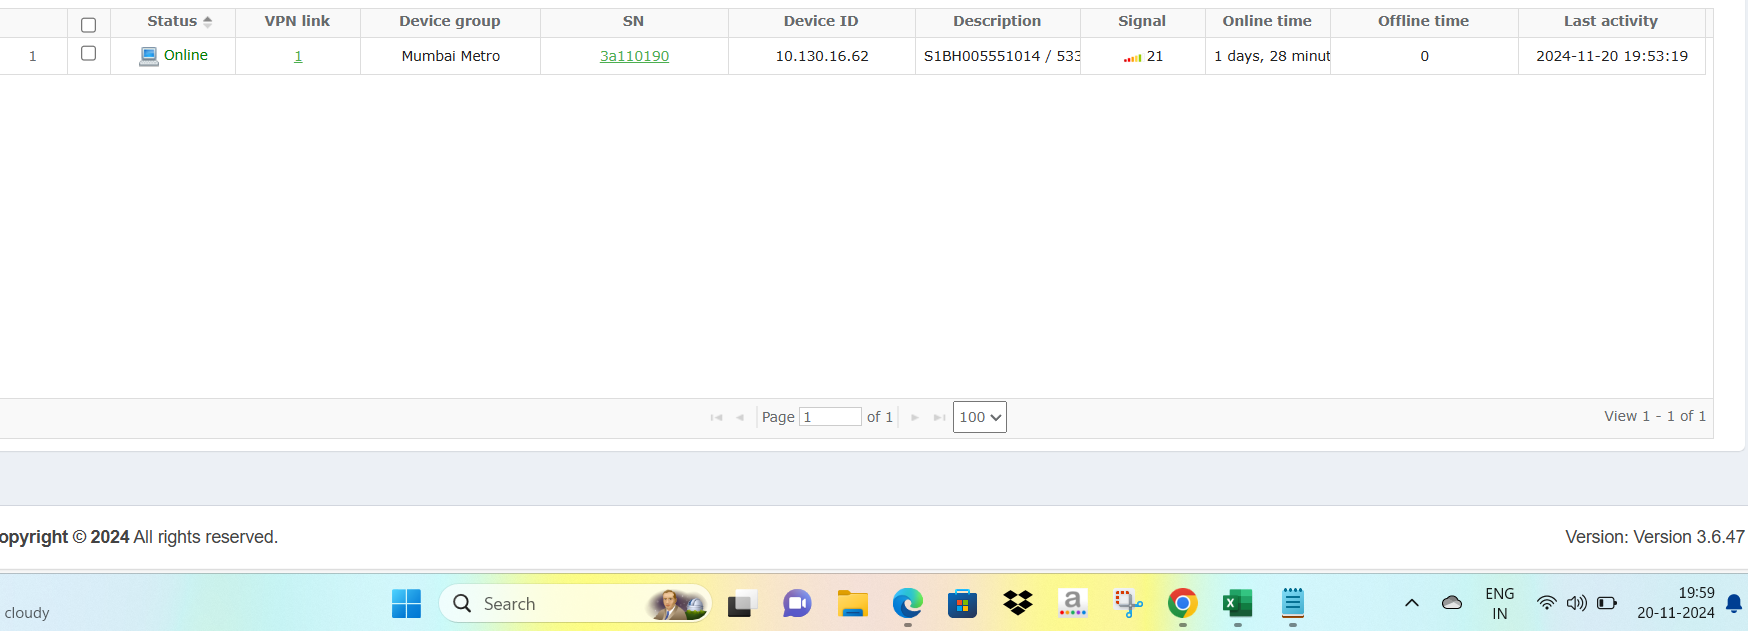 Status VPN link Device group SN Device ID Description Signal Online time Offline time Last activity
1 Online 1 Mumbai Metro 3a110190 10.130.16.62 S1BH005551014 / 533 21 1 days, 28 minut 0 2024-11-20 19:53:19
Page 1 of 1 100 View 1 - 1 of 1
opyright © 2024 All rights reserved. Version: Version 3.6.47
cloudy Search a X ENG IN 19:59
20-11-2024